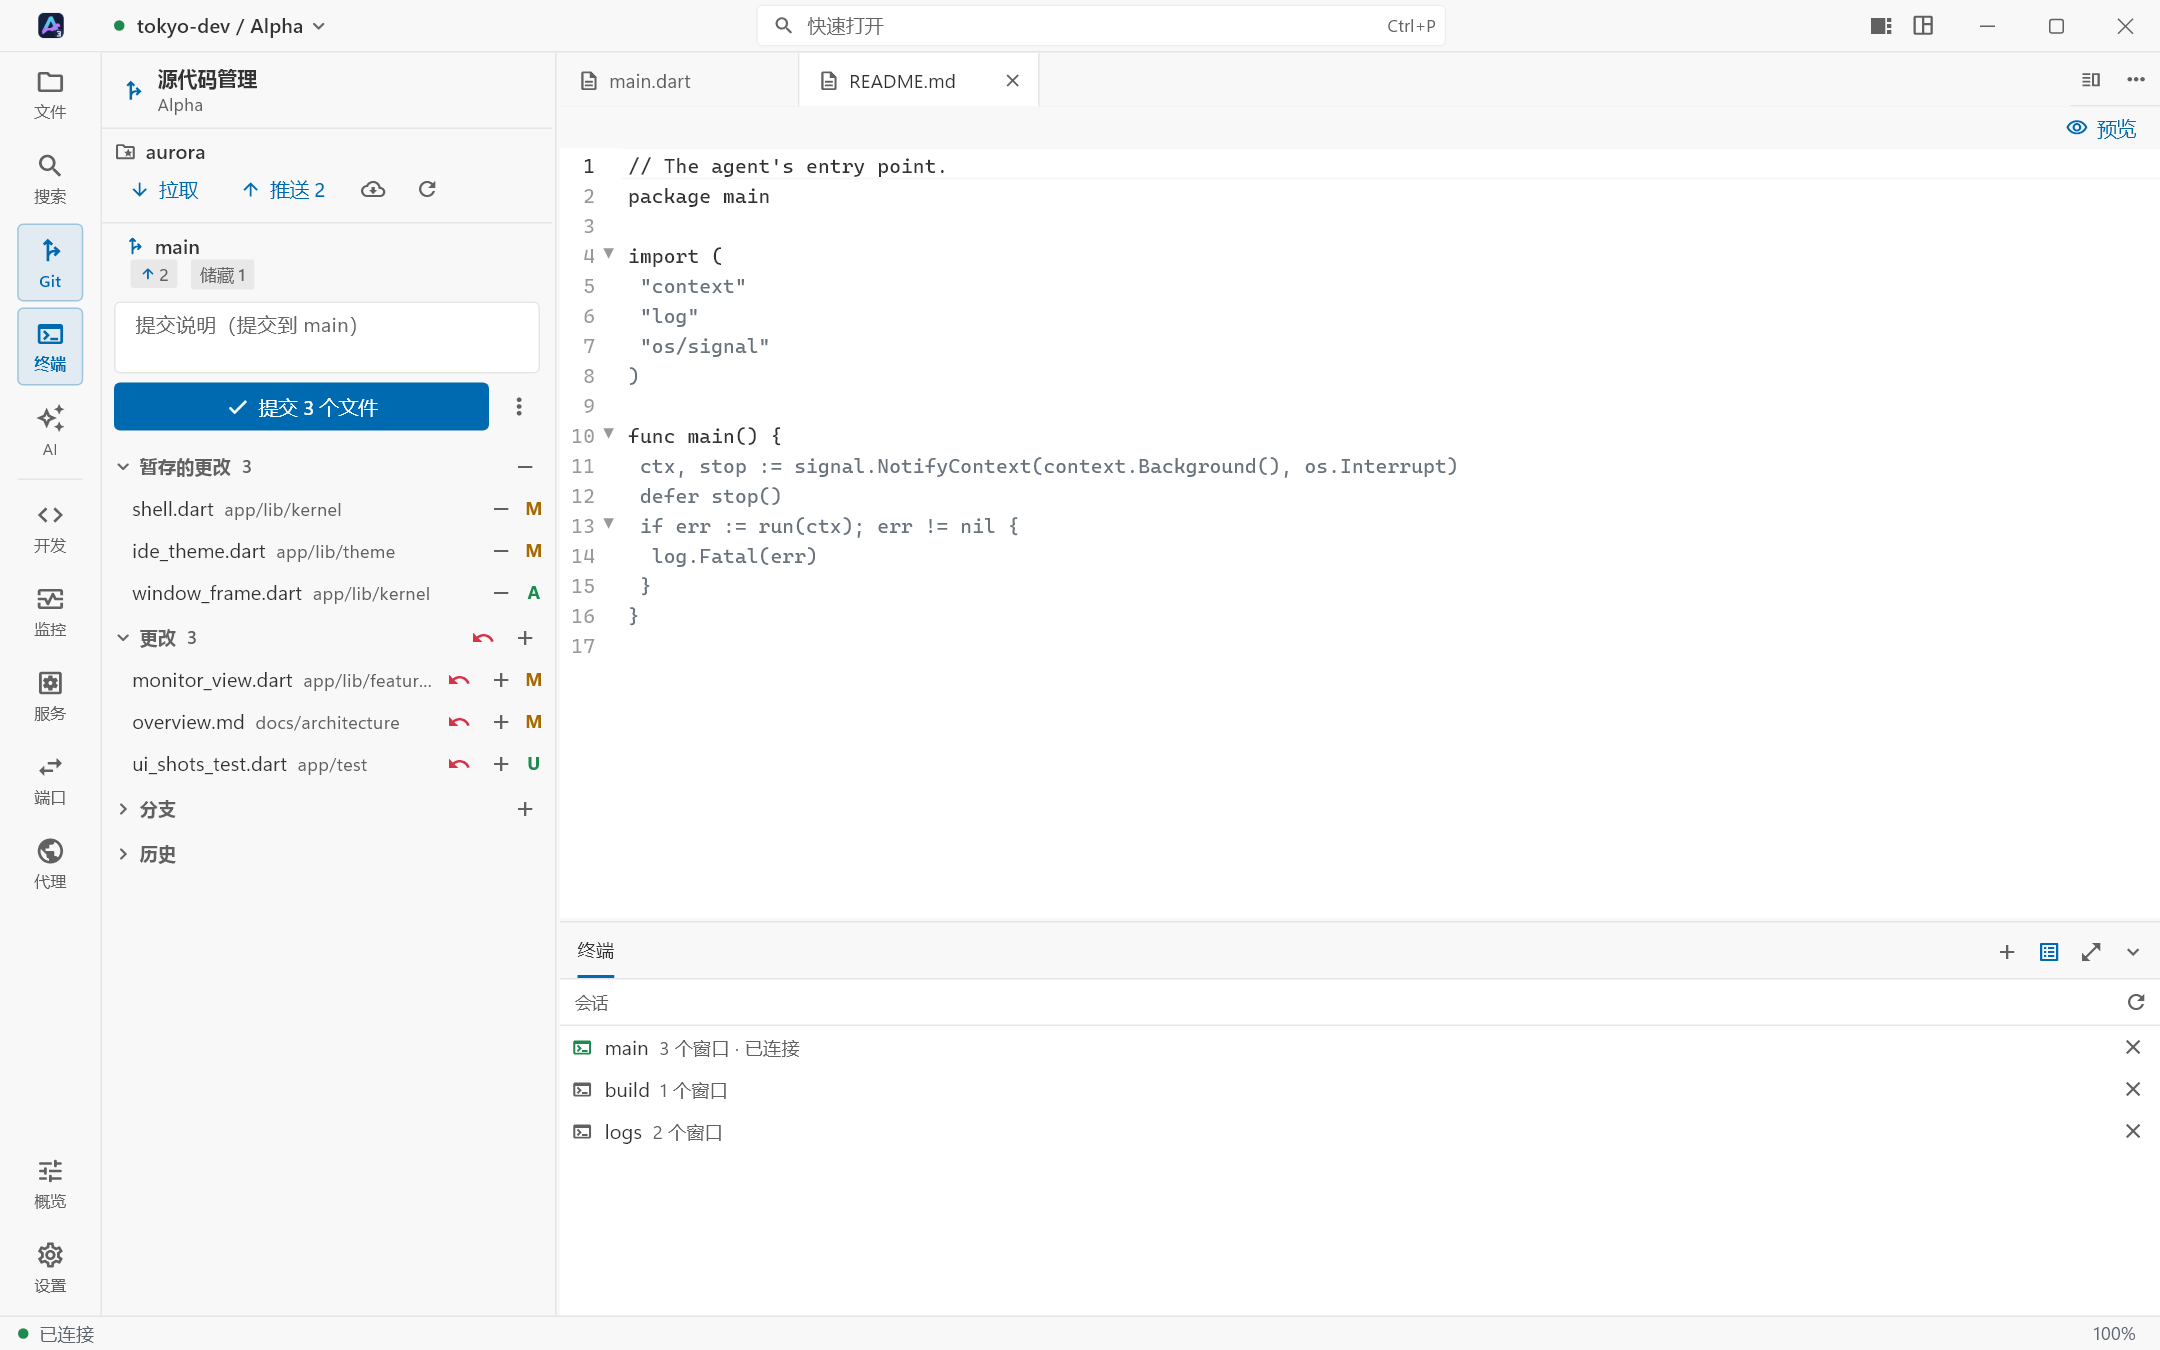 tokyo-dev / Alpha
快速打开
Ctrl+P
文件
搜索
Git
终端
AI
开发
监控
服务
端口
代理
概览
设置
源代码管理
Alpha
aurora
拉取
推送 2
main
2
储藏 1
提交说明（提交到 main）
提交 3 个文件
暂存的更改 3
shell.dart app/lib/kernel M
ide_theme.dart app/lib/theme M
window_frame.dart app/lib/kernel A
更改 3
monitor_view.dart app/lib/featur... M
overview.md docs/architecture M
ui_shots_test.dart app/test U
分支
历史
main.dart
README.md
预览
1 // The agent's entry point.
2 package main
3
4 import (
5 "context"
6 "log"
7 "os/signal"
8 )
9
10 func main() {
11 ctx, stop := signal.NotifyContext(context.Background(), os.Interrupt)
12 defer stop()
13 if err := run(ctx); err != nil {
14 log.Fatal(err)
15 }
16 }
17
终端
会话
main 3 个窗口 · 已连接
build 1 个窗口
logs 2 个窗口
已连接
100%